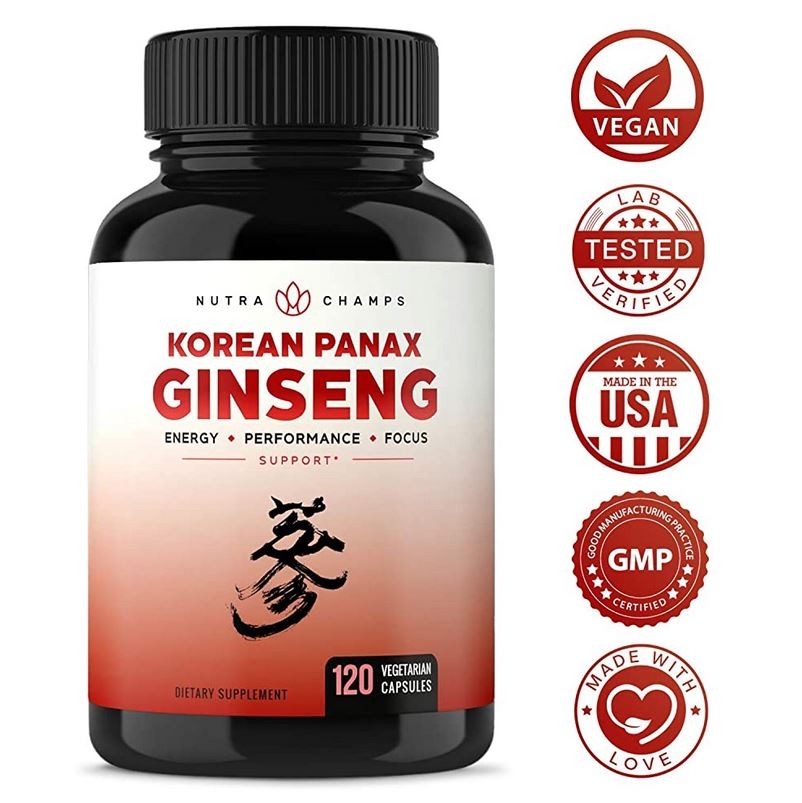 NUTRA CHAMPS
KOREAN PANAX
GINSENG
ENERGY • PERFORMANCE • FOCUS
SUPPORT*
蔘
DIETARY SUPPLEMENT
120 VEGETARIAN
CAPSULES
VEGAN
LAB
TESTED
VERIFIED
MADE IN THE
USA
GOOD MANUFACTURING PRACTICE
GMP
CERTIFIED
MADE WITH
LOVE